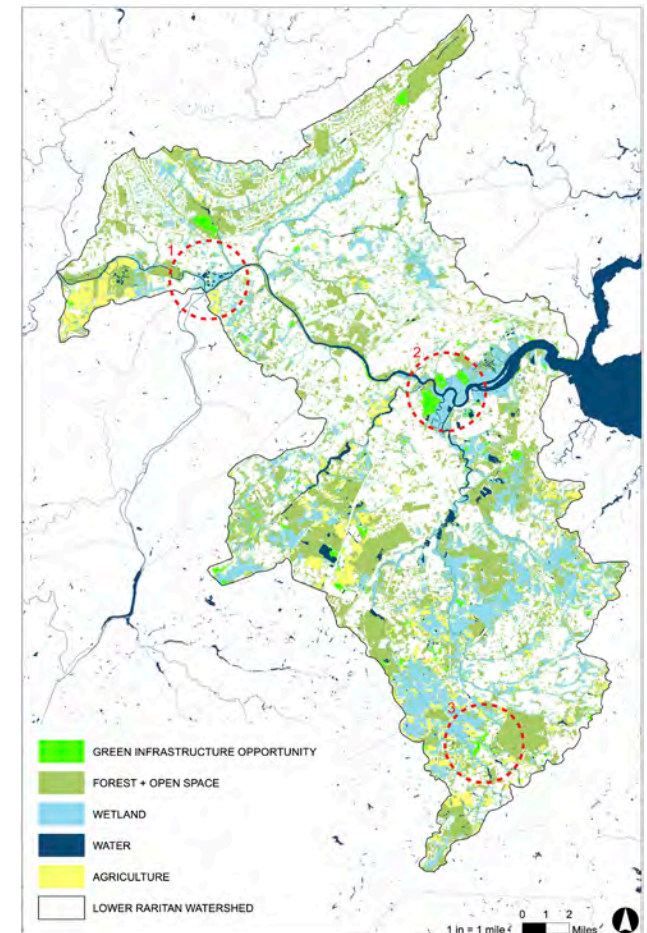 1
2
3
GREEN INFRASTRUCTURE OPPORTUNITY
FOREST + OPEN SPACE
WETLAND
WATER
AGRICULTURE
LOWER RARITAN WATERSHED
0 1 2
1 in = 1 mile Miles